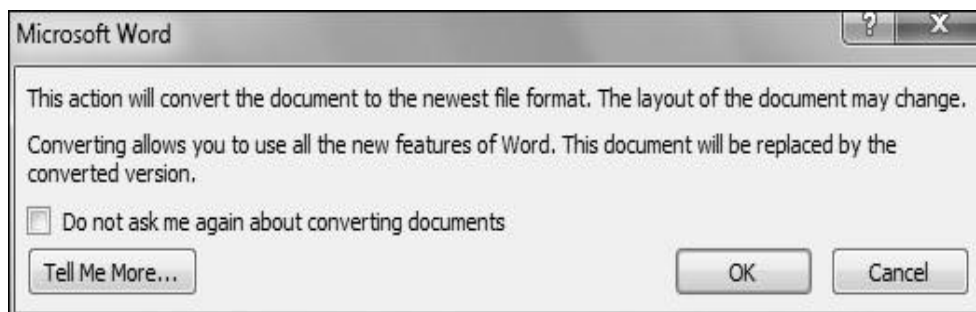 Microsoft Word
? X
This action will convert the document to the newest file format. The layout of the document may change.
Converting allows you to use all the new features of Word. This document will be replaced by the
converted version.
Do not ask me again about converting documents
Tell Me More...
OK
Cancel